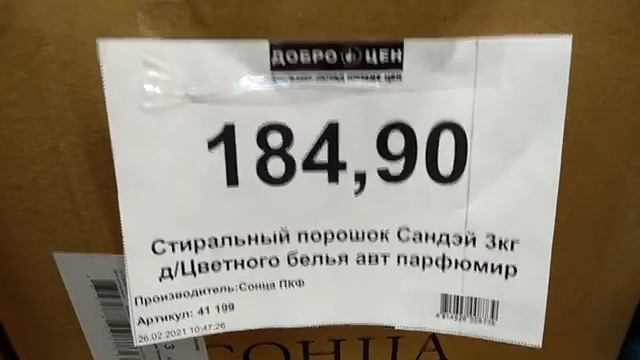 ДОБРО ЦЕН
184,90
Стиральный порошок Сандэй 3кг
д/Цветного белья авт парфюмир
Производитель:Сонца ПКФ
Артикул: 41 199
26.02.2021 10:47:26
СОНЦА